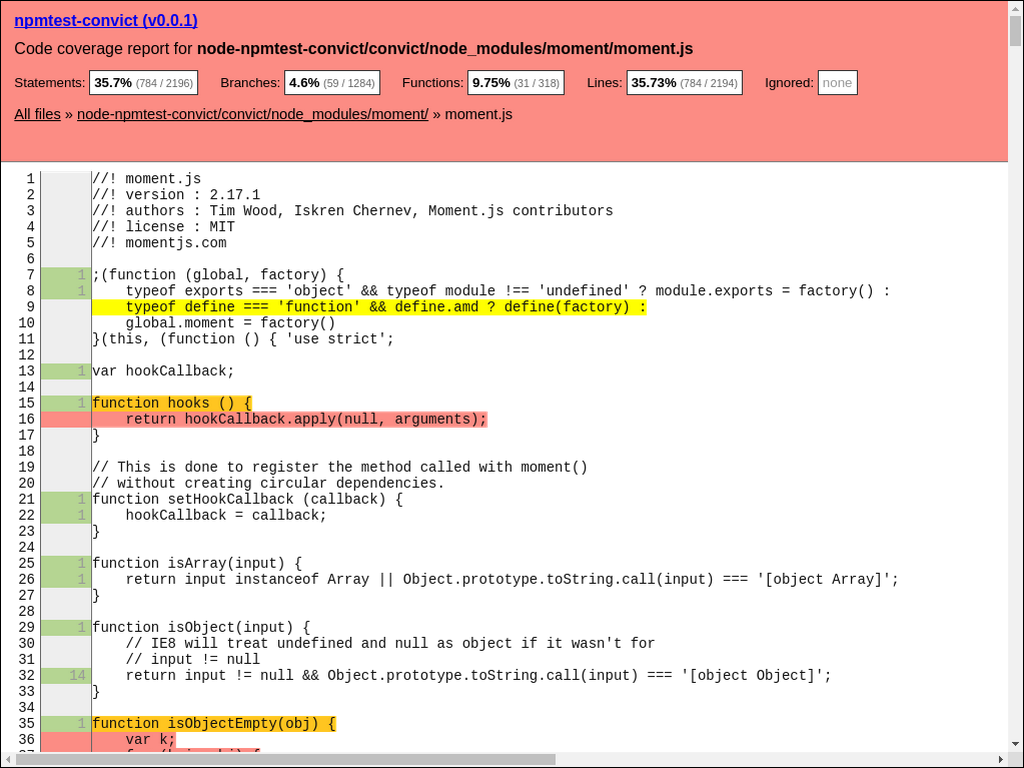 npmtest-convict (v0.0.1)
Code coverage report for node-npmtest-convict/convict/node_modules/moment/moment.js
Statements: 35.7% (784 / 2196) Branches: 4.6% (59 / 1284) Functions: 9.75% (31 / 318) Lines: 35.73% (784 / 2194) Ignored: none
All files » node-npmtest-convict/convict/node_modules/moment/ » moment.js
1 //! moment.js
2 //! version : 2.17.1
3 //! authors : Tim Wood, Iskren Chernev, Moment.js contributors
4 //! license : MIT
5 //! momentjs.com
6
7 1 ;(function (global, factory) {
8 1     typeof exports === 'object' && typeof module !== 'undefined' ? module.exports = factory() :
9     typeof define === 'function' && define.amd ? define(factory) :
10     global.moment = factory()
11 }(this, (function () { 'use strict';
12
13 1 var hookCallback;
14
15 1 function hooks () {
16     return hookCallback.apply(null, arguments);
17 }
18
19 // This is done to register the method called with moment()
20 // without creating circular dependencies.
21 1 function setHookCallback (callback) {
22 1     hookCallback = callback;
23 }
24
25 1 function isArray(input) {
26 1     return input instanceof Array || Object.prototype.toString.call(input) === '[object Array]';
27 }
28
29 1 function isObject(input) {
30     // IE8 will treat undefined and null as object if it wasn't for
31     // input != null
32 14     return input != null && Object.prototype.toString.call(input) === '[object Object]';
33 }
34
35 1 function isObjectEmpty(obj) {
36     var k;